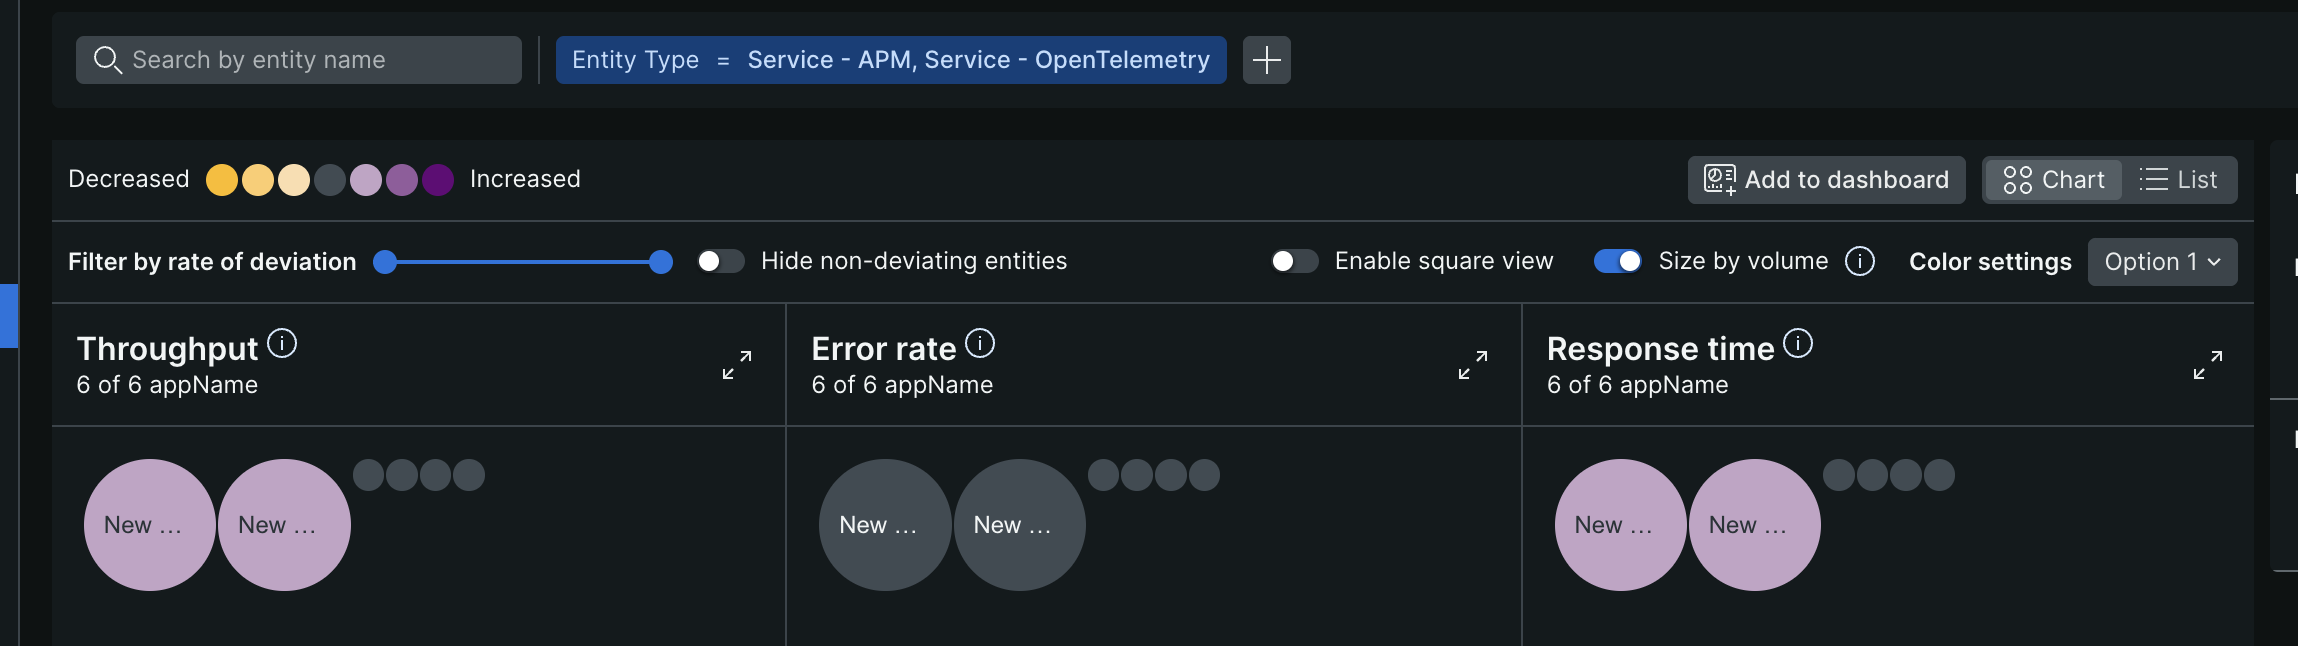 Search by entity name
Entity Type = Service - APM, Service - OpenTelemetry
Decreased Increased
Add to dashboard
Chart
List
Filter by rate of deviation
Hide non-deviating entities
Enable square view
Size by volume
Color settings
Option 1
Throughput
6 of 6 appName
Error rate
6 of 6 appName
Response time
6 of 6 appName
New ...
New ...
New ...
New ...
New ...
New ...